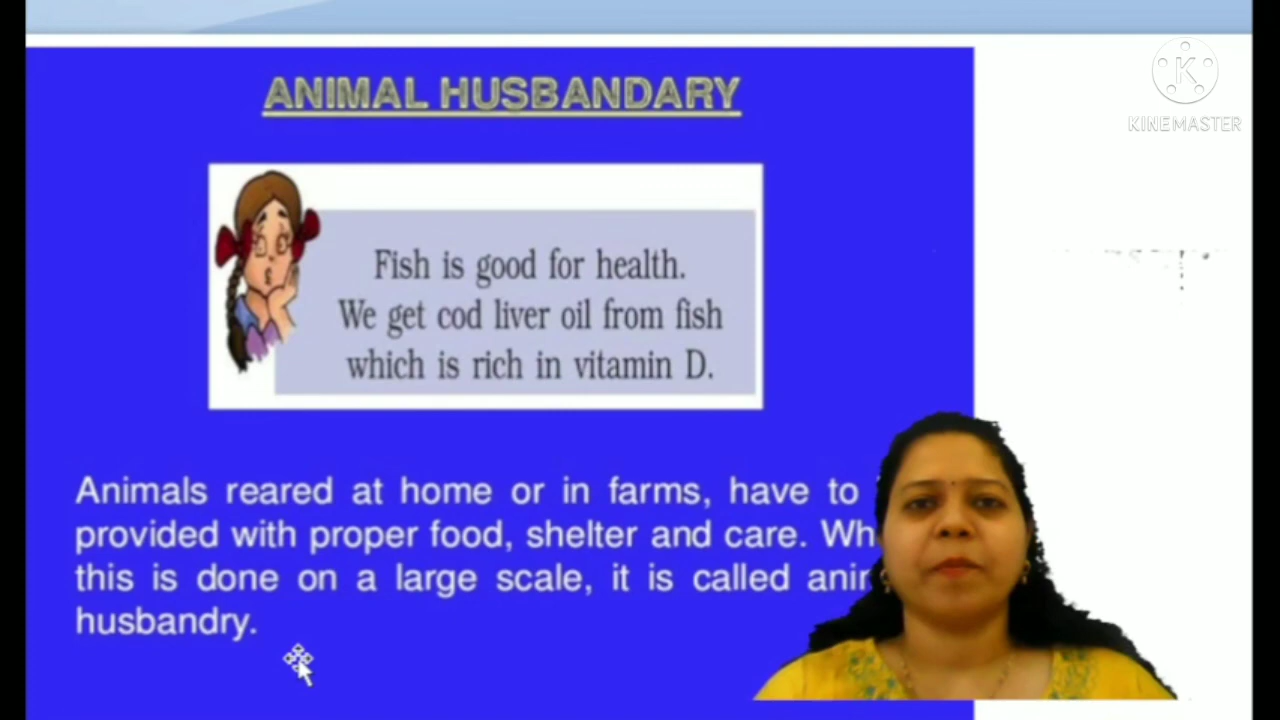 ANIMAL HUSBANDARY
KINEMASTER
Fish is good for health.
We get cod liver oil from fish
which is rich in vitamin D.
Animals reared at home or in farms, have to
provided with proper food, shelter and care. Wh
this is done on a large scale, it is called anim
husbandry.